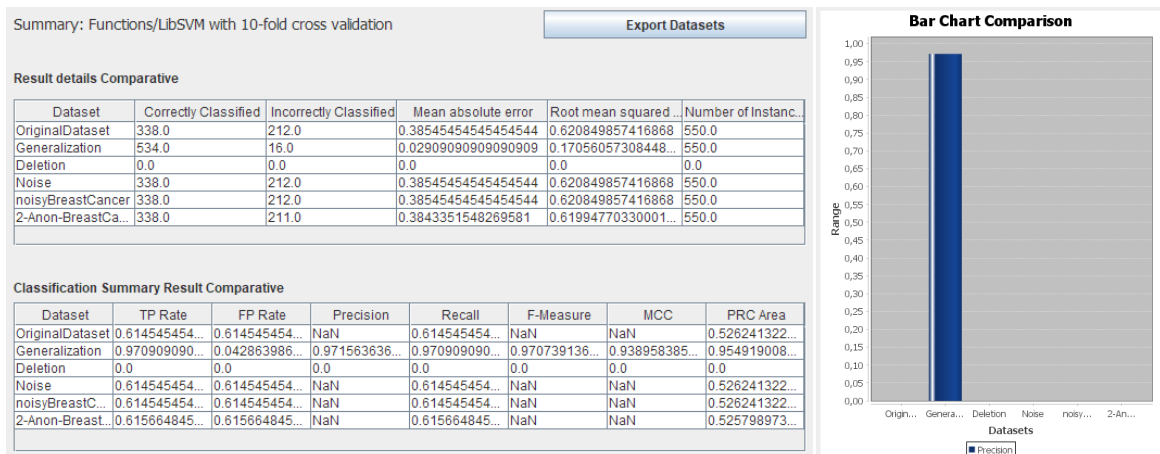 Summary: Functions/LibSVM with 10-fold cross validation
Export Datasets
Result details Comparative
Dataset Correctly Classified Incorrectly Classified Mean absolute error Root mean squared ... Number of Instanc...
OriginalDataset 338.0 212.0 0.38545454545454544 0.620849857416868 550.0
Generalization 534.0 16.0 0.02909090909090909 0.17056057308448... 550.0
Deletion 0.0 0.0 0.0 0.0 0.0
Noise 338.0 212.0 0.38545454545454544 0.620849857416868 550.0
noisyBreastCancer 338.0 212.0 0.38545454545454544 0.620849857416868 550.0
2-Anon-BreastCa... 338.0 211.0 0.3843351548269581 0.61994770330001... 550.0
Classification Summary Result Comparative
Dataset TP Rate FP Rate Precision Recall F-Measure MCC PRC Area
OriginalDataset 0.614545454... 0.614545454... NaN 0.614545454... NaN NaN 0.526241322...
Generalization 0.970909090... 0.042863986... 0.971563636... 0.970909090... 0.970739136... 0.938958385... 0.954919008...
Deletion 0.0 0.0 0.0 0.0 0.0 0.0 0.0
Noise 0.614545454... 0.614545454... NaN 0.614545454... NaN NaN 0.526241322...
noisyBreastC... 0.614545454... 0.614545454... NaN 0.614545454... NaN NaN 0.526241322...
2-Anon-Breast... 0.615664845... 0.615664845... NaN 0.615664845... NaN NaN 0.525798973...
Bar Chart Comparison
1,00
0,95
0,90
0,85
0,80
0,75
0,70
0,65
0,60
0,55
0,50
0,45
0,40
0,35
0,30
0,25
0,20
0,15
0,10
0,05
0,00
Range
Origin... Genera... Deletion Noise noisy... 2-An...
Datasets
Precision